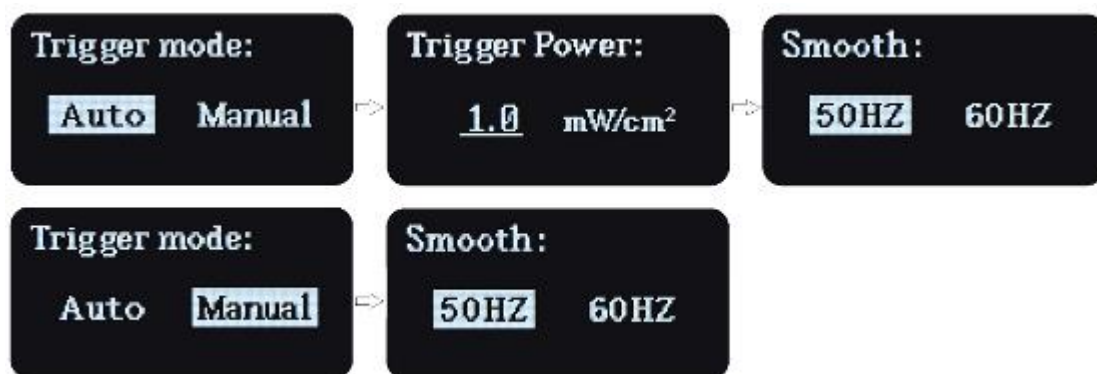 Trigger mode:
Auto Manual
Trigger Power:
1.0 mW/cm²
Smooth:
50HZ 60HZ
Trigger mode:
Auto Manual
Smooth:
50HZ 60HZ